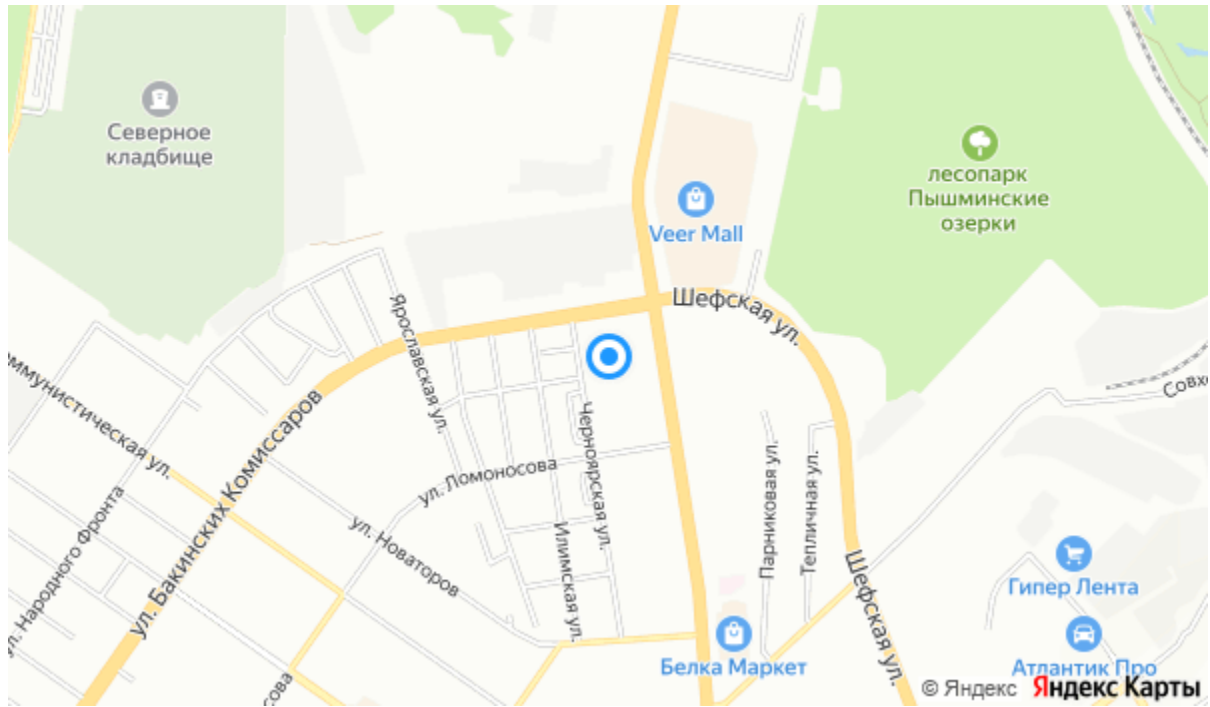 Северное
кладбище
лесопарк
Пышминские
озерки
Veer Mall
Шефская ул.
Ярославская ул.
ул. Бакинских Комиссаров
Черноярская ул.
ул. Ломоносова
Илимская ул.
ул. Новаторов
ул. Народного Фронта
Парниковая ул.
Тепличная ул.
Шефская ул.
Гипер Лента
Белка Маркет
Атлантик Про
© Яндекс Яндекс Карты